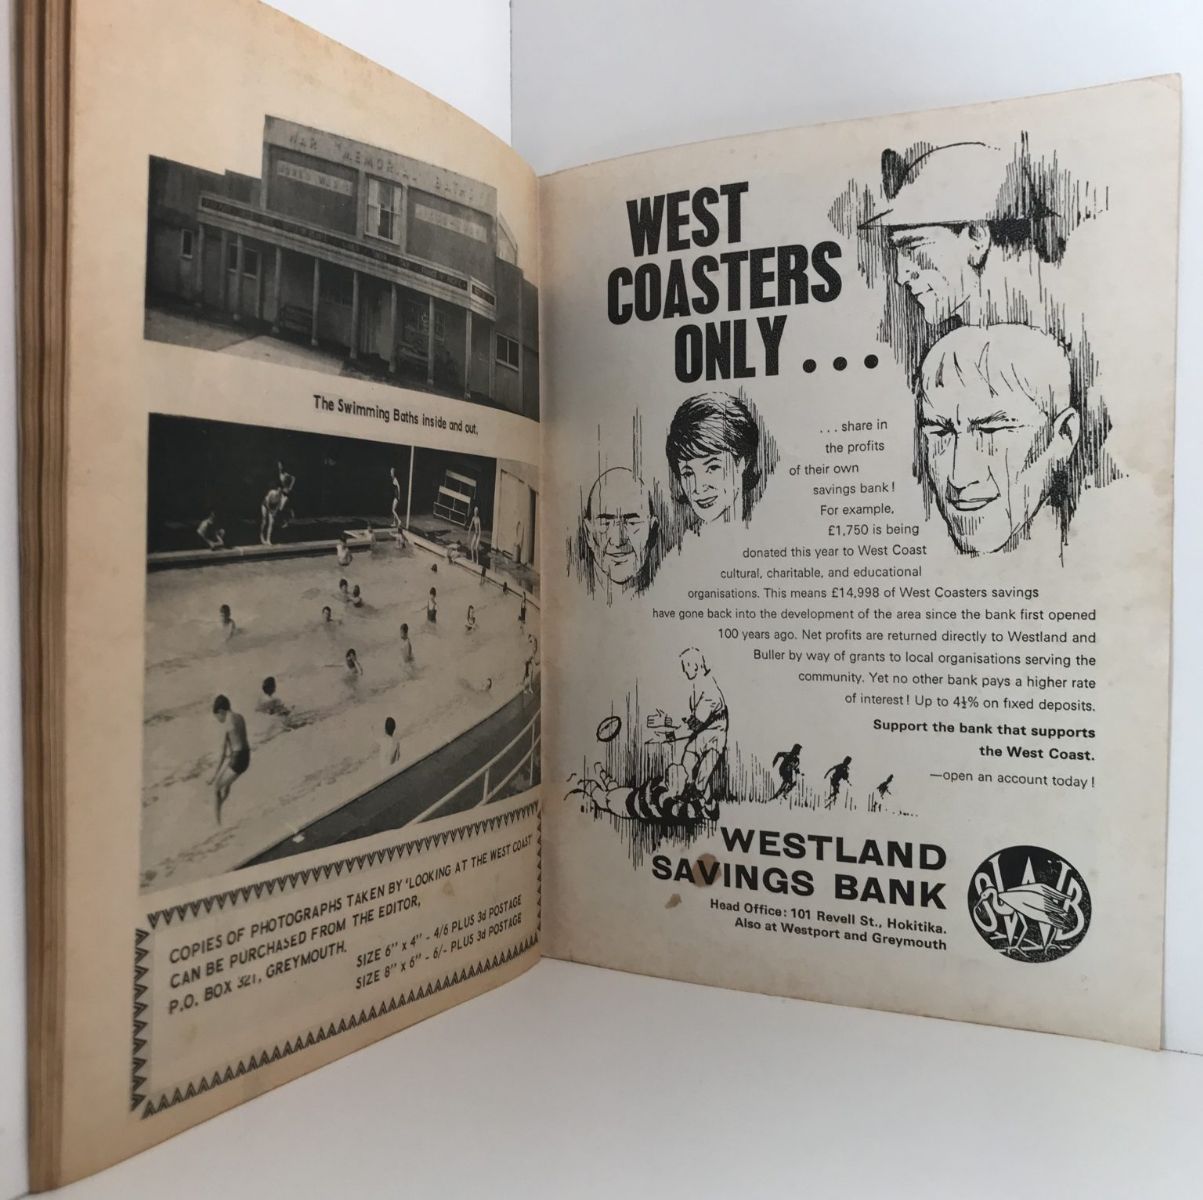 WAR MEMORIAL BATHS
The Swimming Baths inside and out.
COPIES OF PHOTOGRAPHS TAKEN BY 'LOOKING AT THE WEST COAST
CAN BE PURCHASED FROM THE EDITOR,
P.O. BOX 321, GREYMOUTH.
SIZE 6" x 4" - 4/6 PLUS 3d POSTAGE
SIZE 8" x 6" - 6/- PLUS 3d POSTAGE
WEST
COASTERS
ONLY . . .
. . . share in
the profits
of their own
savings bank!
For example,
£1,750 is being
donated this year to West Coast
cultural, charitable, and educational
organisations. This means £14,998 of West Coasters savings
have gone back into the development of the area since the bank first opened
100 years ago. Net profits are returned directly to Westland and
Buller by way of grants to local organisations serving the
community. Yet no other bank pays a higher rate
of interest! Up to 4½% on fixed deposits.
Support the bank that supports
the West Coast.
—open an account today!
WESTLAND
SAVINGS BANK
Head Office: 101 Revell St., Hokitika.
Also at Westport and Greymouth